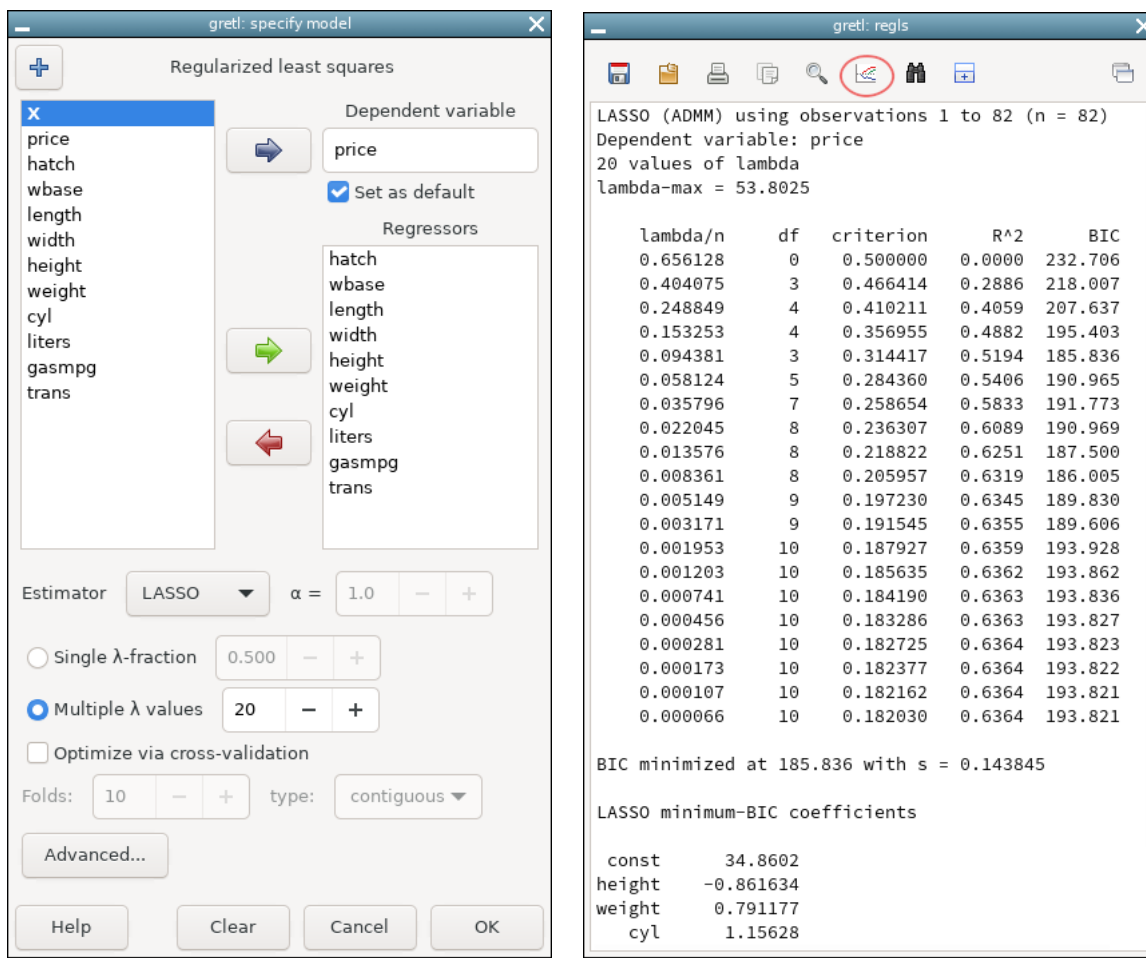 gretl: specify model
Regularized least squares
X
price
hatch
wbase
length
width
height
weight
cyl
liters
gasmpg
trans
Dependent variable
price
Set as default
Regressors
hatch
wbase
length
width
height
weight
cyl
liters
gasmpg
trans
Estimator LASSO α = 1.0
Single λ-fraction 0.500
Multiple λ values 20
Optimize via cross-validation
Folds: 10 type: contiguous
Advanced...
Help Clear Cancel OK
gretl: regls
LASSO (ADMM) using observations 1 to 82 (n = 82)
Dependent variable: price
20 values of lambda
lambda-max = 53.8025
lambda/n df criterion R^2 BIC
0.656128 0 0.500000 0.0000 232.706
0.404075 3 0.466414 0.2886 218.007
0.248849 4 0.410211 0.4059 207.637
0.153253 4 0.356955 0.4882 195.403
0.094381 3 0.314417 0.5194 185.836
0.058124 5 0.284360 0.5406 190.965
0.035796 7 0.258654 0.5833 191.773
0.022045 8 0.236307 0.6089 190.969
0.013576 8 0.218822 0.6251 187.500
0.008361 8 0.205957 0.6319 186.005
0.005149 9 0.197230 0.6345 189.830
0.003171 9 0.191545 0.6355 189.606
0.001953 10 0.187927 0.6359 193.928
0.001203 10 0.185635 0.6362 193.862
0.000741 10 0.184190 0.6363 193.836
0.000456 10 0.183286 0.6363 193.827
0.000281 10 0.182725 0.6364 193.823
0.000173 10 0.182377 0.6364 193.822
0.000107 10 0.182162 0.6364 193.821
0.000066 10 0.182030 0.6364 193.821
BIC minimized at 185.836 with s = 0.143845
LASSO minimum-BIC coefficients
const 34.8602
height -0.861634
weight 0.791177
cyl 1.15628